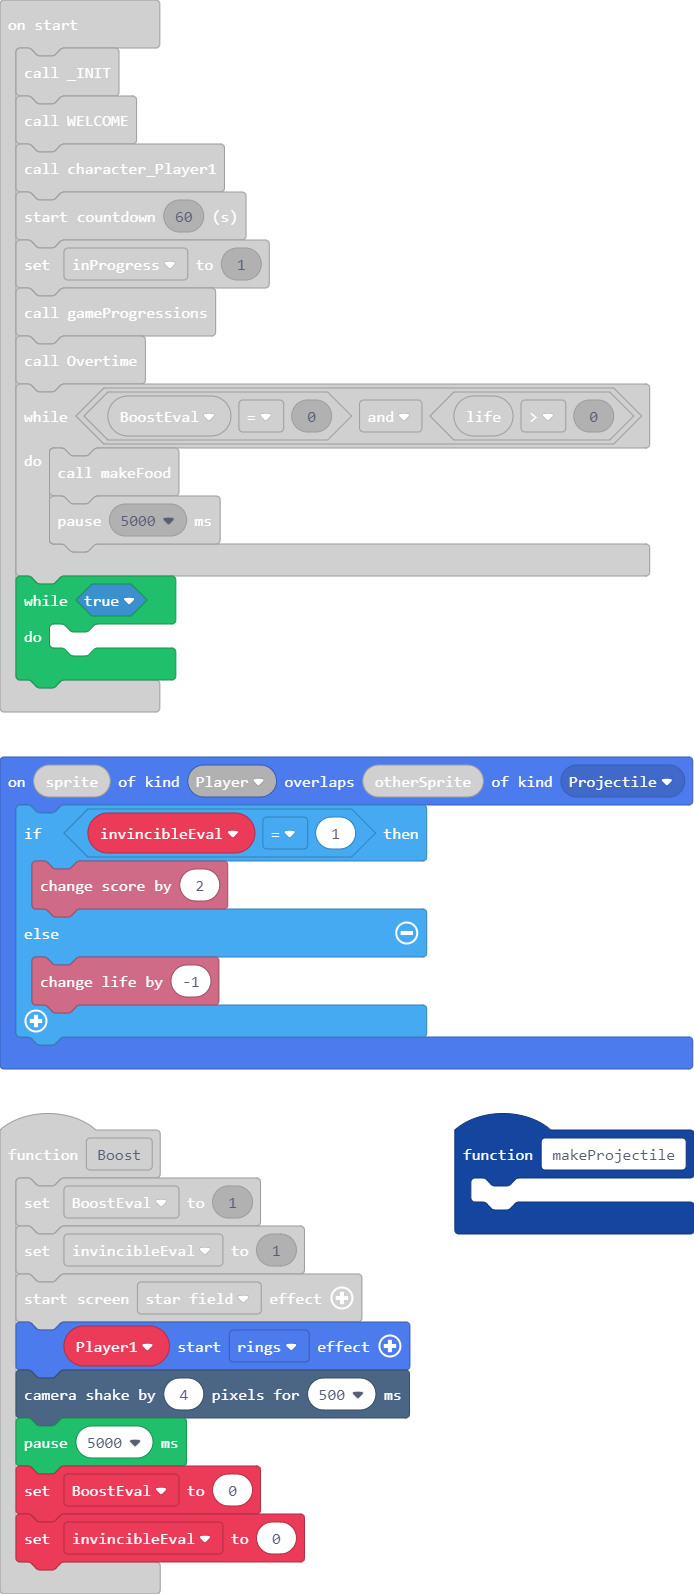 on start
call _INIT
call WELCOME
call character_Player1
start countdown 60 (s)
set inProgress to 1
call gameProgressions
call Overtime
while BoostEval = 0 and life > 0
do
call makeFood
pause 5000 ms
while true
do
on sprite of kind Player overlaps otherSprite of kind Projectile
if invincibleEval = 1 then
change score by 2
else
change life by -1
function Boost
set BoostEval to 1
set invincibleEval to 1
start screen star field effect
Player1 start rings effect
camera shake by 4 pixels for 500 ms
pause 5000 ms
set BoostEval to 0
set invincibleEval to 0
function makeProjectile